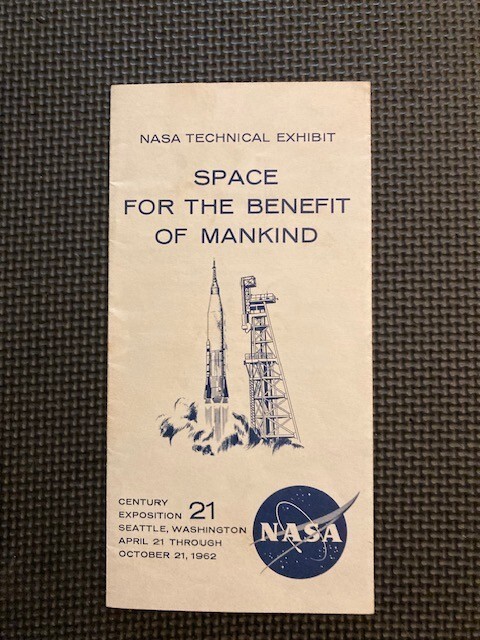 NASA TECHNICAL EXHIBIT
SPACE
FOR THE BENEFIT
OF MANKIND
CENTURY
EXPOSITION 21
SEATTLE, WASHINGTON
APRIL 21 THROUGH
OCTOBER 21, 1962
NASA